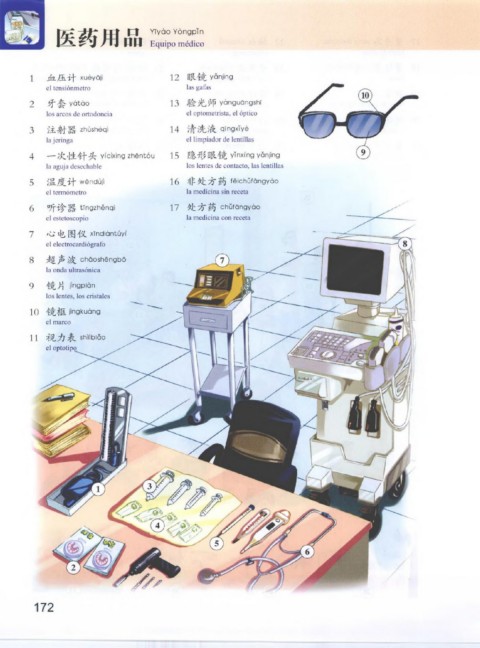 医药用品 Yīyào Yòngpǐn
Equipo médico
1 血压计 xuèyājì
el tensiómetro
2 牙套 yátào
los arcos de ortodoncia
3 注射器 zhùshèqì
la jeringa
4 一次性针头 yícìxìng zhēntóu
la aguja desechable
5 温度计 wēndùjì
el termómetro
6 听诊器 tīngzhěnqì
el estetoscopio
7 心电图仪 xīndiàntúyí
el electrocardiógrafo
8 超声波 chāoshēngbō
la onda ultrasónica
9 镜片 jìngpiàn
los lentes, los cristales
10 镜框 jìngkuàng
el marco
11 视力表 shìlìbiǎo
el optotipo
12 眼镜 yǎnjìng
las gafas
13 验光师 yànguāngshī
el optometrista, el óptico
14 清洗液 qīngxǐyè
el limpiador de lentillas
15 隐形眼镜 yǐnxíng yǎnjìng
los lentes de contacto, las lentillas
16 非处方药 fēichǔfāngyào
la medicina sin receta
17 处方药 chǔfāngyào
la medicina con receta
10
9
7
8
1
3
4
5
6
2
172